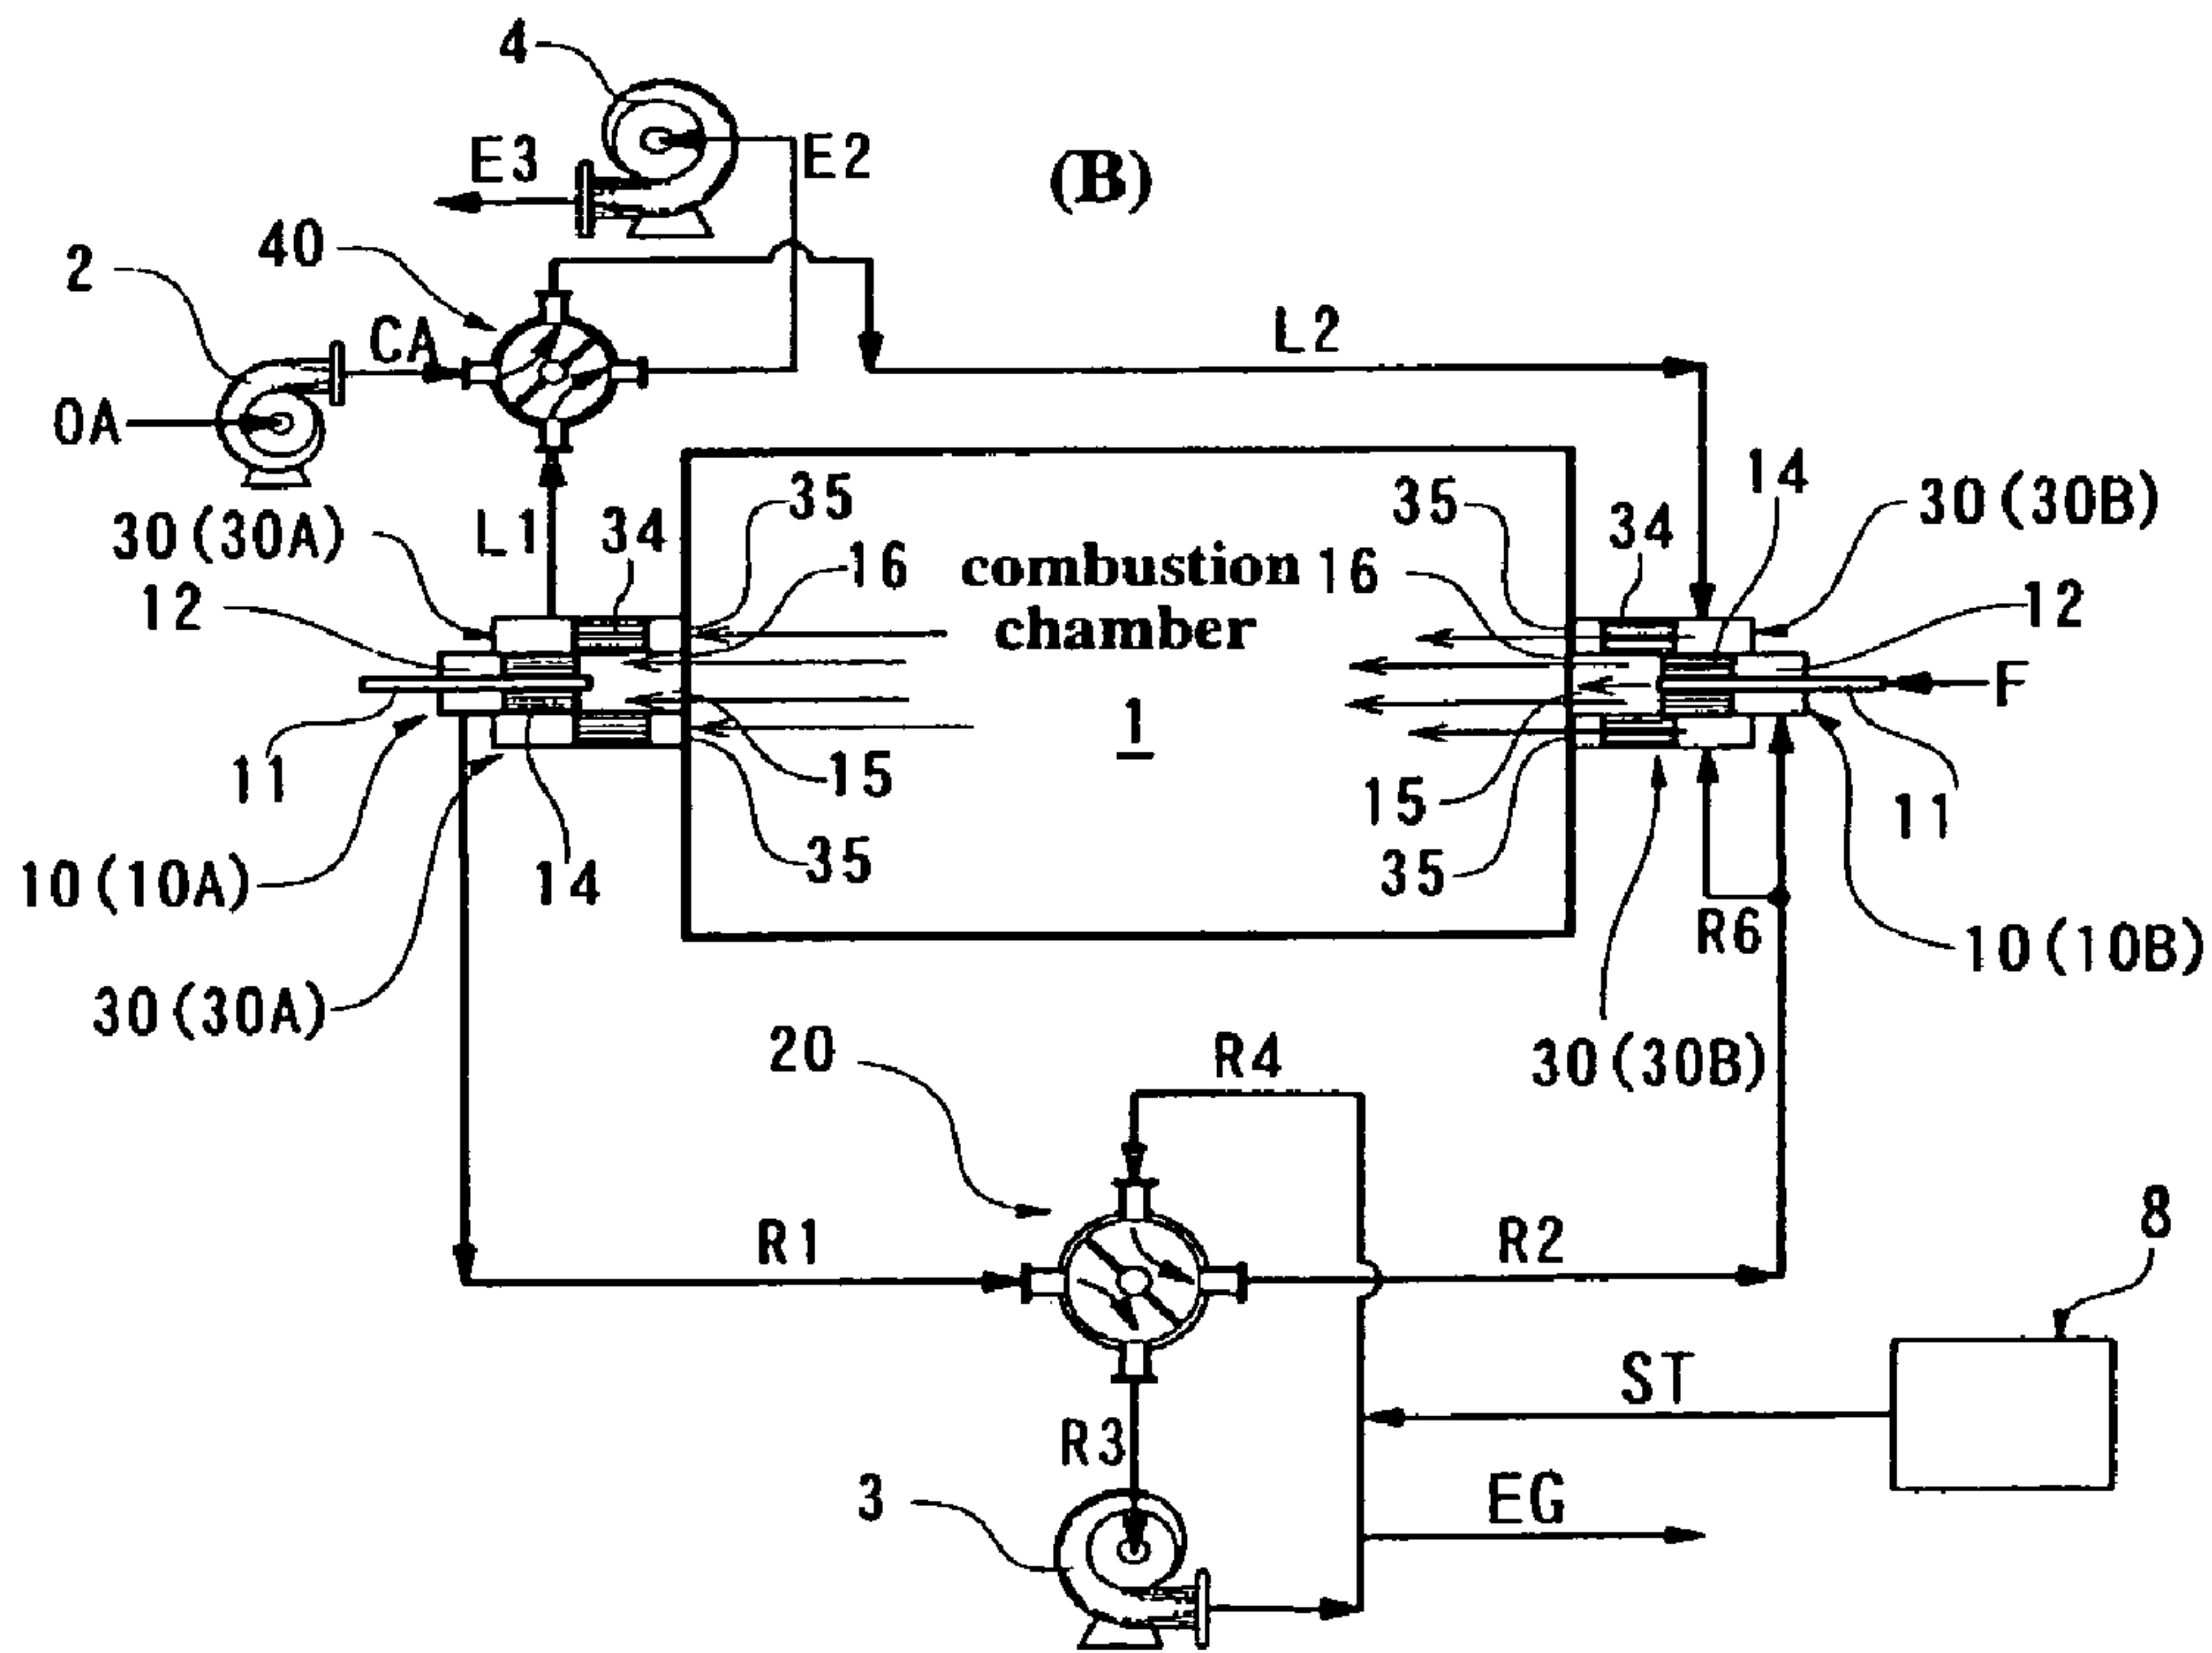 4
E3
E2
(B)
40
2
CA
L2
OA
35
14
30(30A)
L1
34
35
34
30(30B)
16
combustion
16
12
chamber
12
F
1
11
15
15
11
35
10(10A)
14
35
R6
10(10B)
30(30A)
20
R4
30(30B)
R1
R2
8
ST
R3
3
EG